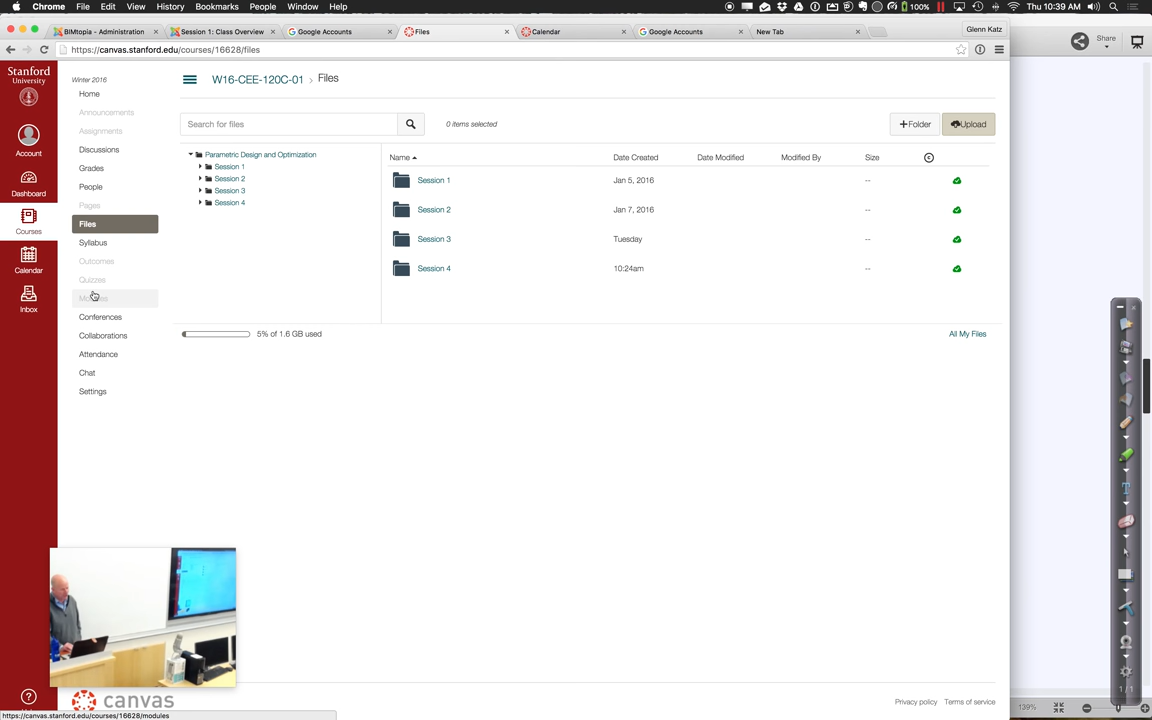 Chrome File Edit View History Bookmarks People Window Help 100% Thu 10:39 AM
BIMtopia - Administration × Session 1: Class Overview × Google Accounts × Files × Calendar × Google Accounts × New Tab × Glenn Katz
https://canvas.stanford.edu/courses/16628/files
Share
Stanford
University
Account
Dashboard
Courses
Calendar
Inbox
Winter 2016
Home
Announcements
Assignments
Discussions
Grades
People
Pages
Files
Syllabus
Outcomes
Quizzes
Conferences
Collaborations
Attendance
Chat
Settings
W16-CEE-120C-01 > Files
Search for files
0 items selected
+Folder
Upload
Parametric Design and Optimization
Session 1
Session 2
Session 3
Session 4
Name Date Created Date Modified Modified By Size
Session 1 Jan 5, 2016 --
Session 2 Jan 7, 2016 --
Session 3 Tuesday --
Session 4 10:24am --
5% of 1.6 GB used
All My Files
canvas
Privacy policy Terms of service
https://canvas.stanford.edu/courses/16628/modules
1/1
139%